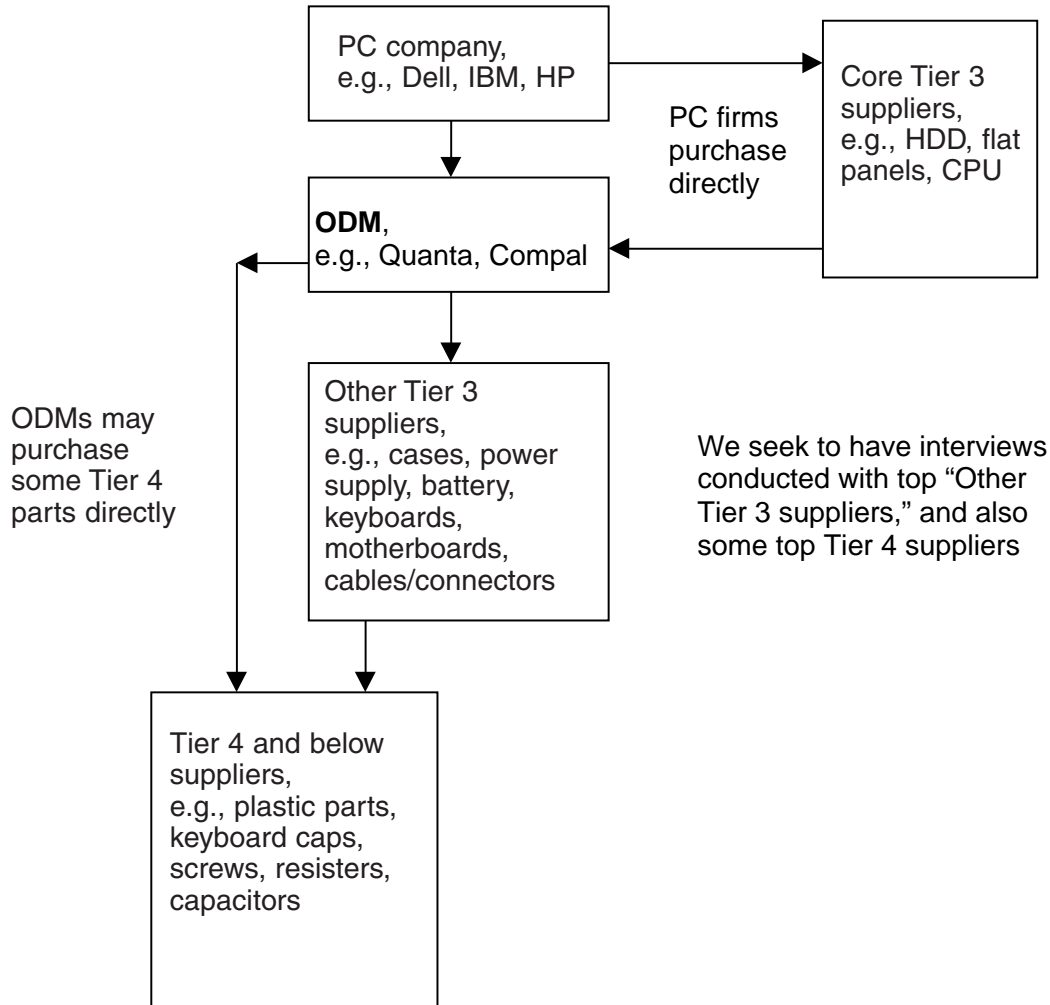 PC company,
e.g., Dell, IBM, HP
Core Tier 3
suppliers,
e.g., HDD, flat
panels, CPU
PC firms
purchase
directly
ODM,
e.g., Quanta, Compal
Other Tier 3
suppliers,
e.g., cases, power
supply, battery,
keyboards,
motherboards,
cables/connectors
ODMs may
purchase
some Tier 4
parts directly
We seek to have interviews
conducted with top “Other
Tier 3 suppliers,” and also
some top Tier 4 suppliers
Tier 4 and below
suppliers,
e.g., plastic parts,
keyboard caps,
screws, resisters,
capacitors